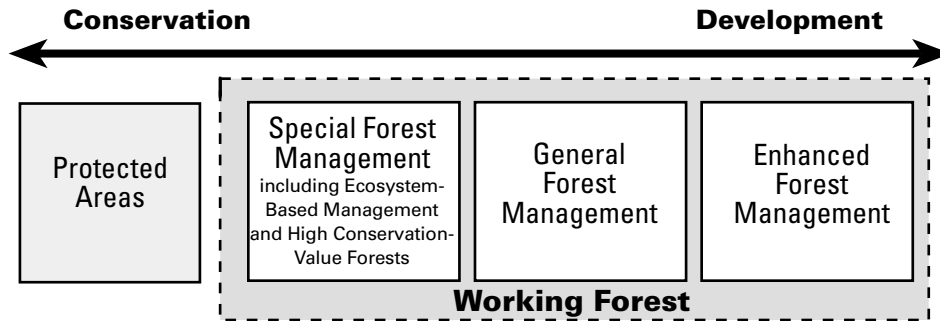 Conservation
Development
Protected
Areas
Special Forest
Management
including Ecosystem-
Based Management
and High Conservation-
Value Forests
General
Forest
Management
Enhanced
Forest
Management
Working Forest